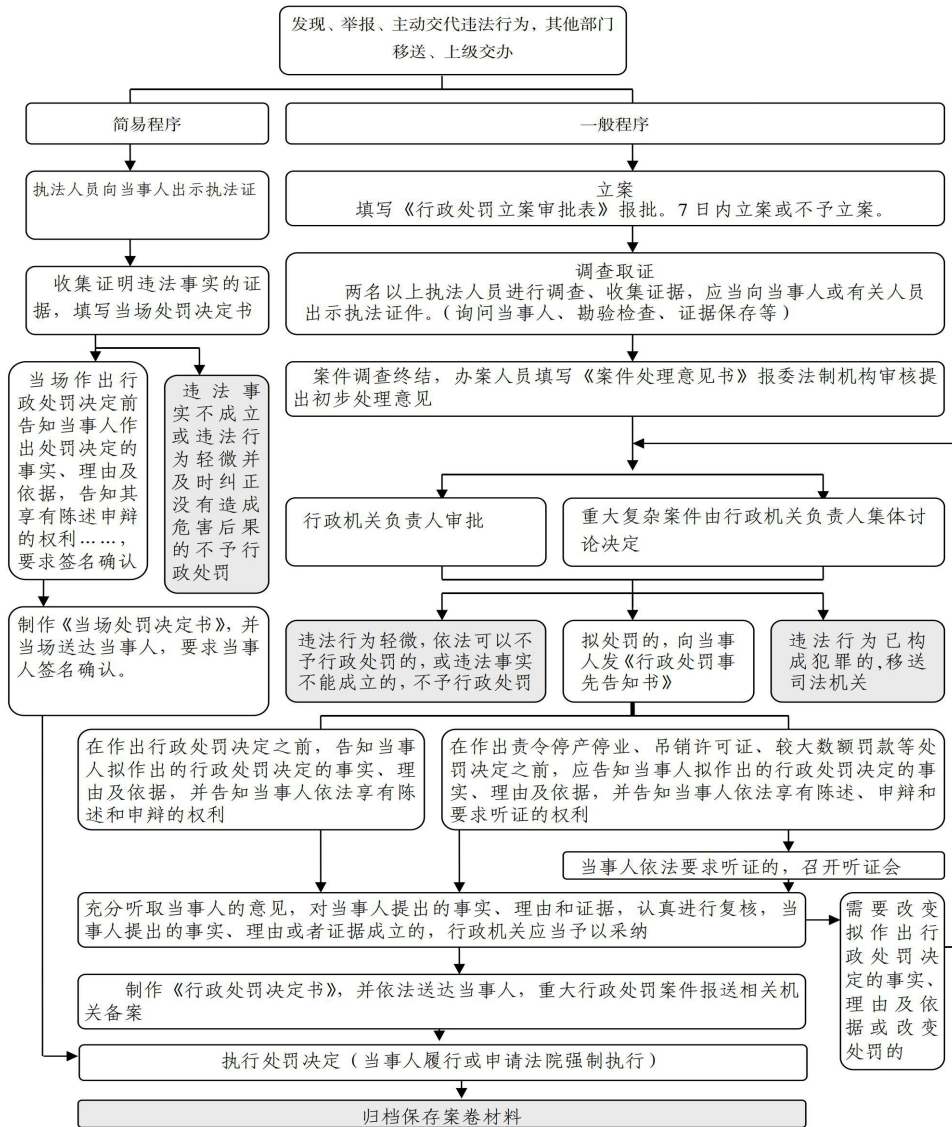 发现、举报、主动交代违法行为，其他部门
移送、上级交办
简易程序
一般程序
执法人员向当事人出示执法证
立案
填写《行政处罚立案审批表》报批。7 日内立案或不予立案。
收集证明违法事实的证
据，填写当场处罚决定书
调查取证
两名以上执法人员进行调查、收集证据，应当向当事人或有关人员
出示执法证件。（询问当事人、勘验检查、证据保存等）
当场作出行
政处罚决定前
告知当事人作
出处罚决定的
事实、理由及
依据，告知其
享有陈述申辩
的权利……，
要求签名确认
违法事
实不成立
或违法行
为轻微并
及时纠正
没有造成
危害后果
的不予行
政处罚
案件调查终结，办案人员填写《案件处理意见书》报委法制机构审核提
出初步处理意见
行政机关负责人审批
重大复杂案件由行政机关负责人集体讨
论决定
制作《当场处罚决定书》，并
当场送达当事人，要求当事
人签名确认。
违法行为轻微，依法可以不
予行政处罚的，或违法事实
不能成立的，不予行政处罚
拟处罚的，向当事
人发《行政处罚事
先告知书》
违法行为已构
成犯罪的，移送
司法机关
在作出行政处罚决定之前，告知当事
人拟作出的行政处罚决定的事实、理
由及依据，并告知当事人依法享有陈
述和申辩的权利
在作出责令停产停业、吊销许可证、较大数额罚款等处
罚决定之前，应告知当事人拟作出的行政处罚决定的事
实、理由及依据，并告知当事人依法享有陈述、申辩和
要求听证的权利
当事人依法要求听证的，召开听证会
充分听取当事人的意见，对当事人提出的事实、理由和证据，认真进行复核，当
事人提出的事实、理由或者证据成立的，行政机关应当予以采纳
需要改变
拟作出行
政处罚决
定的事实、
理由及依
据或改变
处罚的
制作《行政处罚决定书》，并依法送达当事人，重大行政处罚案件报送相关机
关备案
执行处罚决定（当事人履行或申请法院强制执行）
归档保存案卷材料